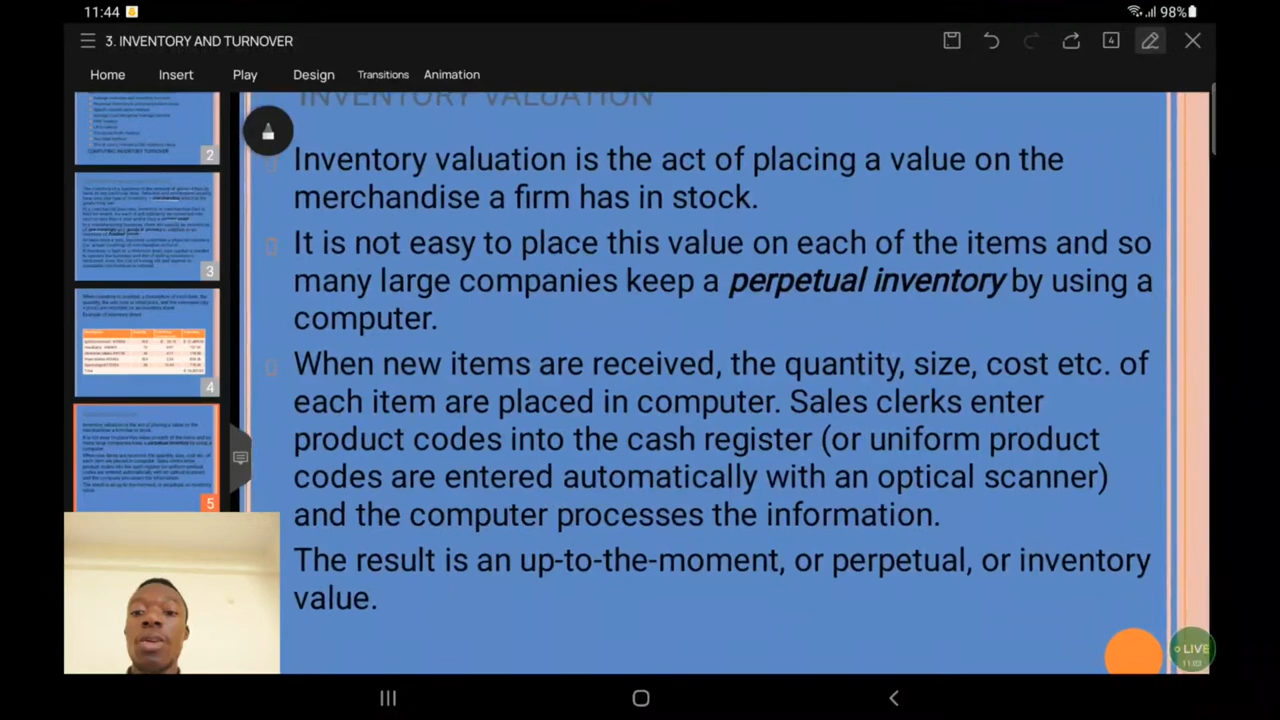 11:44
98%
3. INVENTORY AND TURNOVER
4
Home
Insert
Play
Design
Transitions
Animation
2
3
4
5
INVENTORY VALUATION
Inventory valuation is the act of placing a value on the
merchandise a firm has in stock.
It is not easy to place this value on each of the items and so
many large companies keep a perpetual inventory by using a
computer.
When new items are received, the quantity, size, cost etc. of
each item are placed in computer. Sales clerks enter
product codes into the cash register (or uniform product
codes are entered automatically with an optical scanner)
and the computer processes the information.
The result is an up-to-the-moment, or perpetual, or inventory
value.
LIVE
11:03